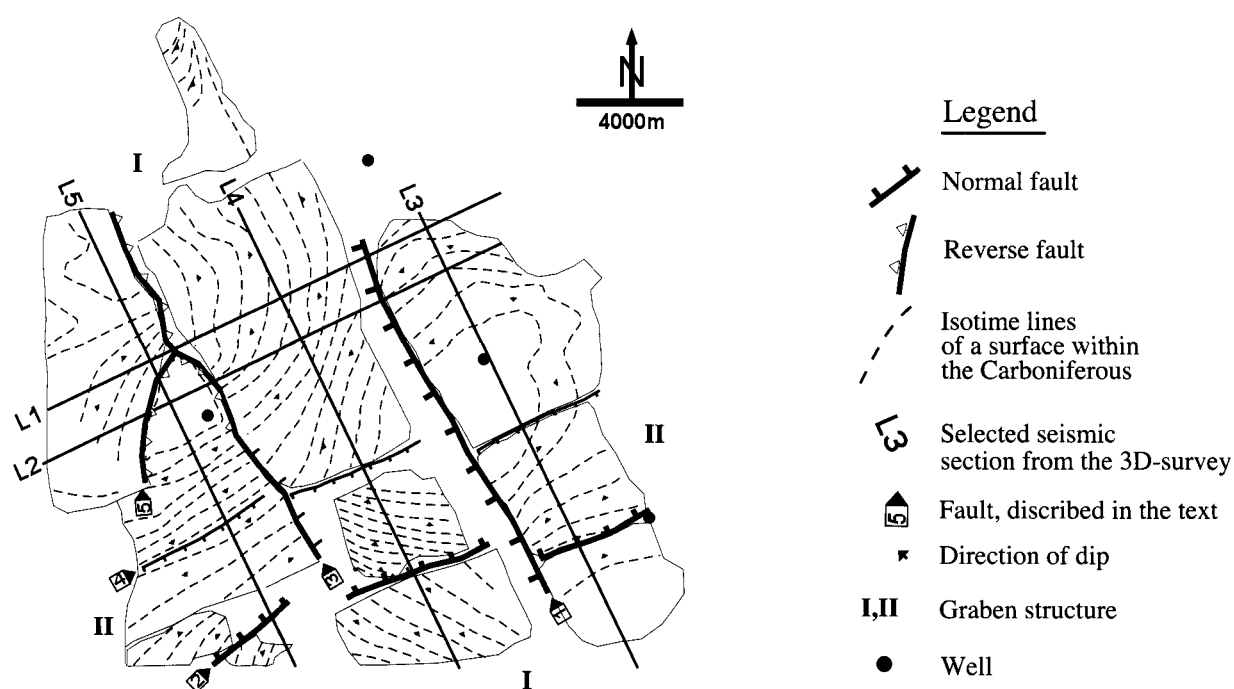 N
4000m
I
L5
L4
L3
L1
L2
II
5
4
3
1
II
2
I
Legend
Normal fault
Reverse fault
Isotime lines
of a surface within
the Carboniferous
L3
Selected seismic
section from the 3D-survey
5
Fault, discribed in the text
Direction of dip
I,II
Graben structure
Well